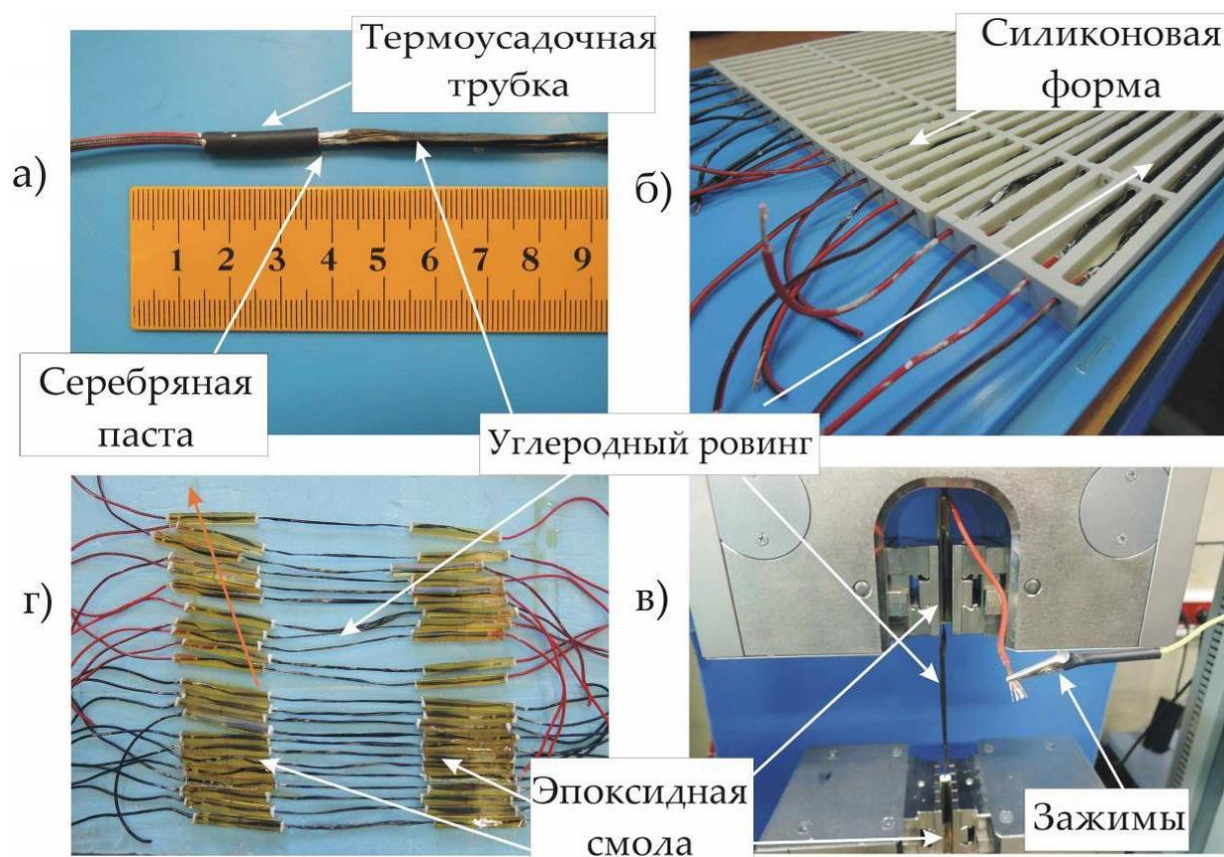 Термоусадочная
трубка
Силиконовая
форма
а)
б)
1 2 3 4 5 6 7 8 9
Серебряная
паста
Углеродный ровинг
г)
в)
Эпоксидная
смола
Зажимы